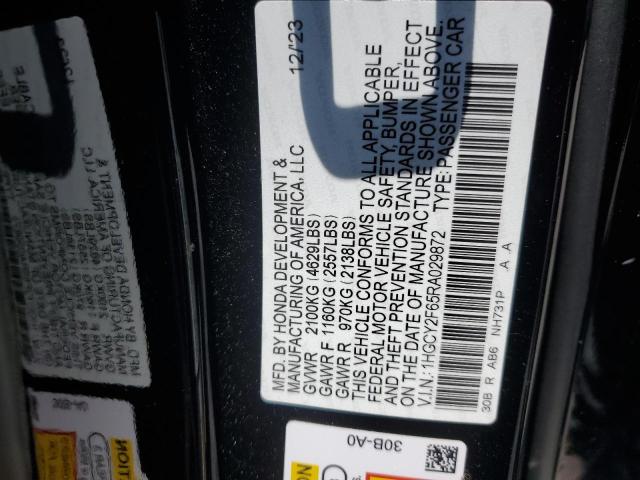 MFD. BY HONDA DEVELOPMENT &
MANUFACTURING OF AMERICA, LLC 12/'23
GVWR 2100KG (4629LBS)
GAWR F 1160KG (2557LBS)
GAWR R 970KG (2138LBS)
THIS VEHICLE CONFORMS TO ALL APPLICABLE
FEDERAL MOTOR VEHICLE SAFETY, BUMPER,
AND THEFT PREVENTION STANDARDS IN EFFECT
ON THE DATE OF MANUFACTURE SHOWN ABOVE.
V.I.N.: 1HGCY2F65RA029872 TYPE: PASSENGER CAR
30B R AB6 NH731P A A
30B-A0